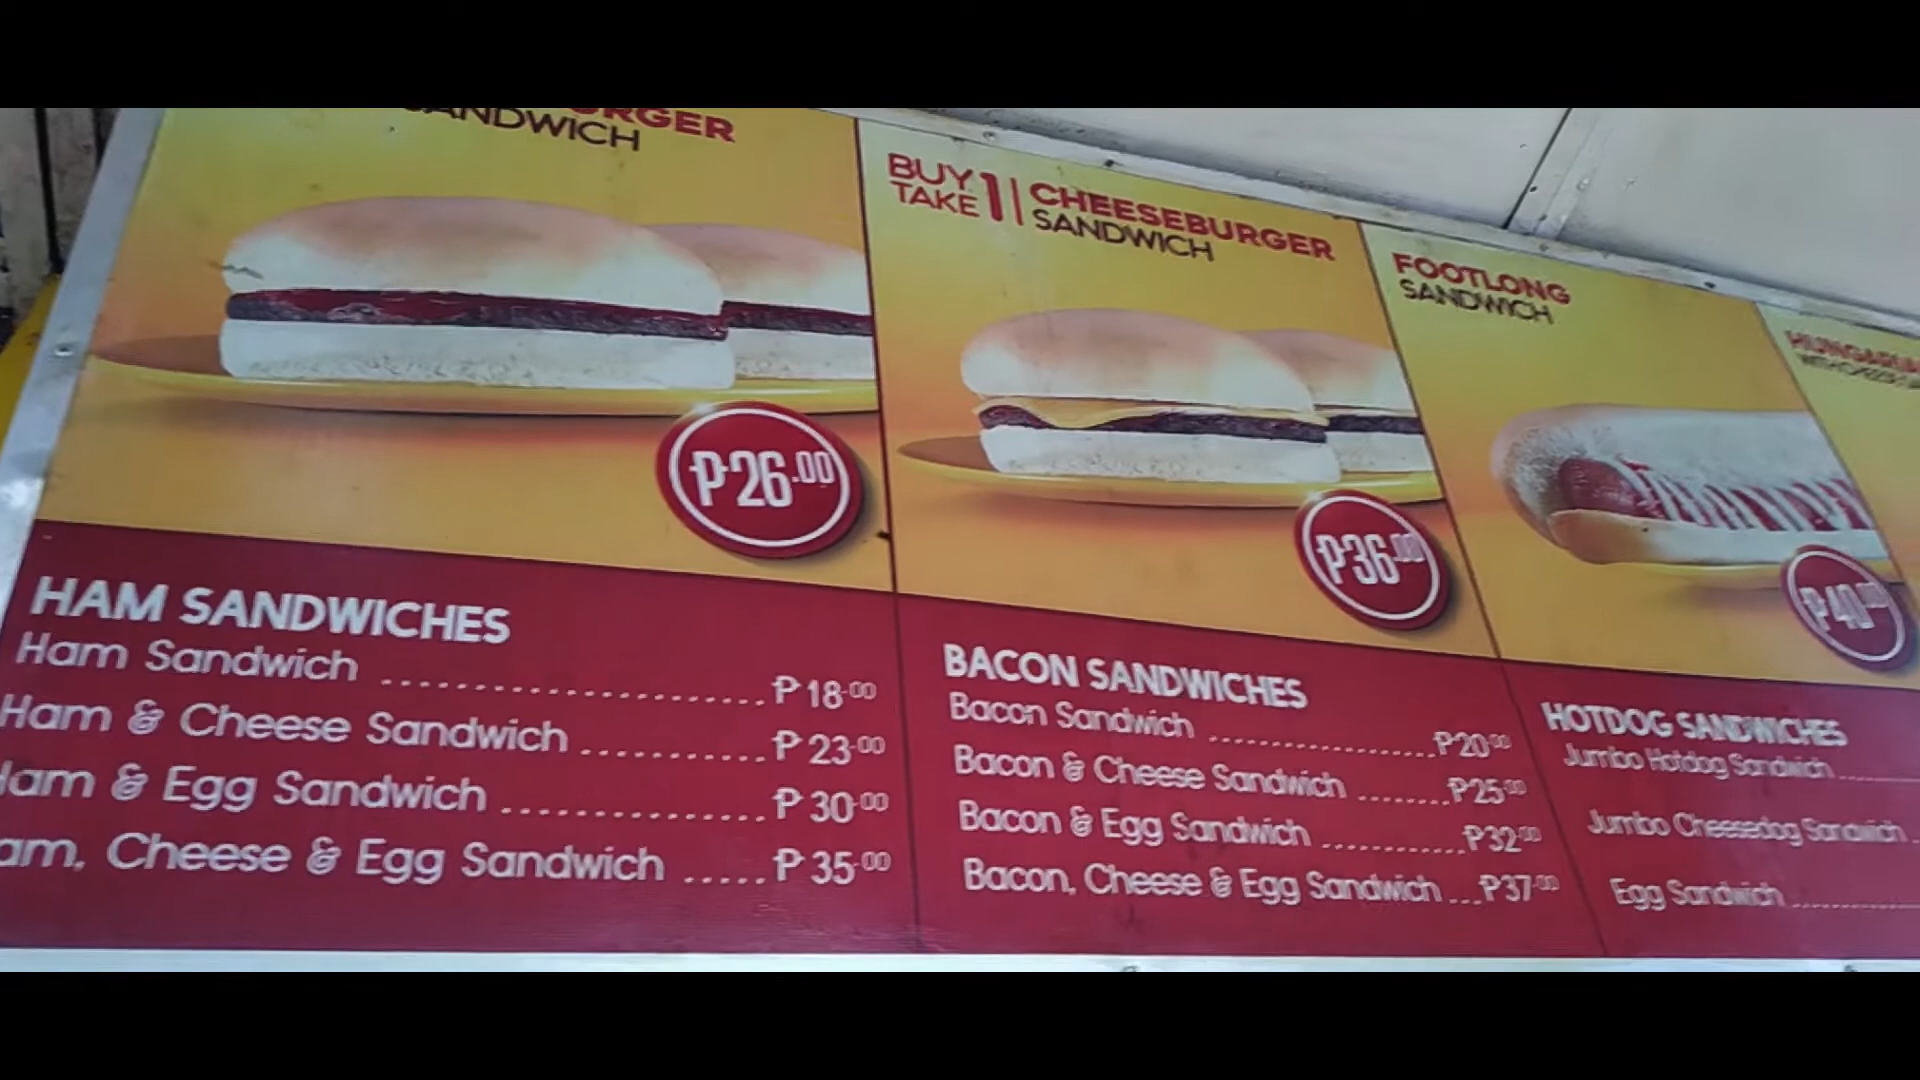 URGER
SANDWICH
₱26.00
BUY 1
TAKE
CHEESEBURGER
SANDWICH
₱36.00
FOOTLONG
SANDWICH
₱40.00
HAM SANDWICHES
Ham Sandwich ........................ ₱18.00
Ham & Cheese Sandwich .......... ₱23.00
Ham & Egg Sandwich ............... ₱30.00
am, Cheese & Egg Sandwich ..... ₱35.00
BACON SANDWICHES
Bacon Sandwich .................... ₱20.00
Bacon & Cheese Sandwich ........ ₱25.00
Bacon & Egg Sandwich ............. ₱32.00
Bacon, Cheese & Egg Sandwich ... ₱37.00
HOTDOG SANDWICHES
Jumbo Hotdog Sandwich
Jumbo Cheesedog Sandwich
Egg Sandwich